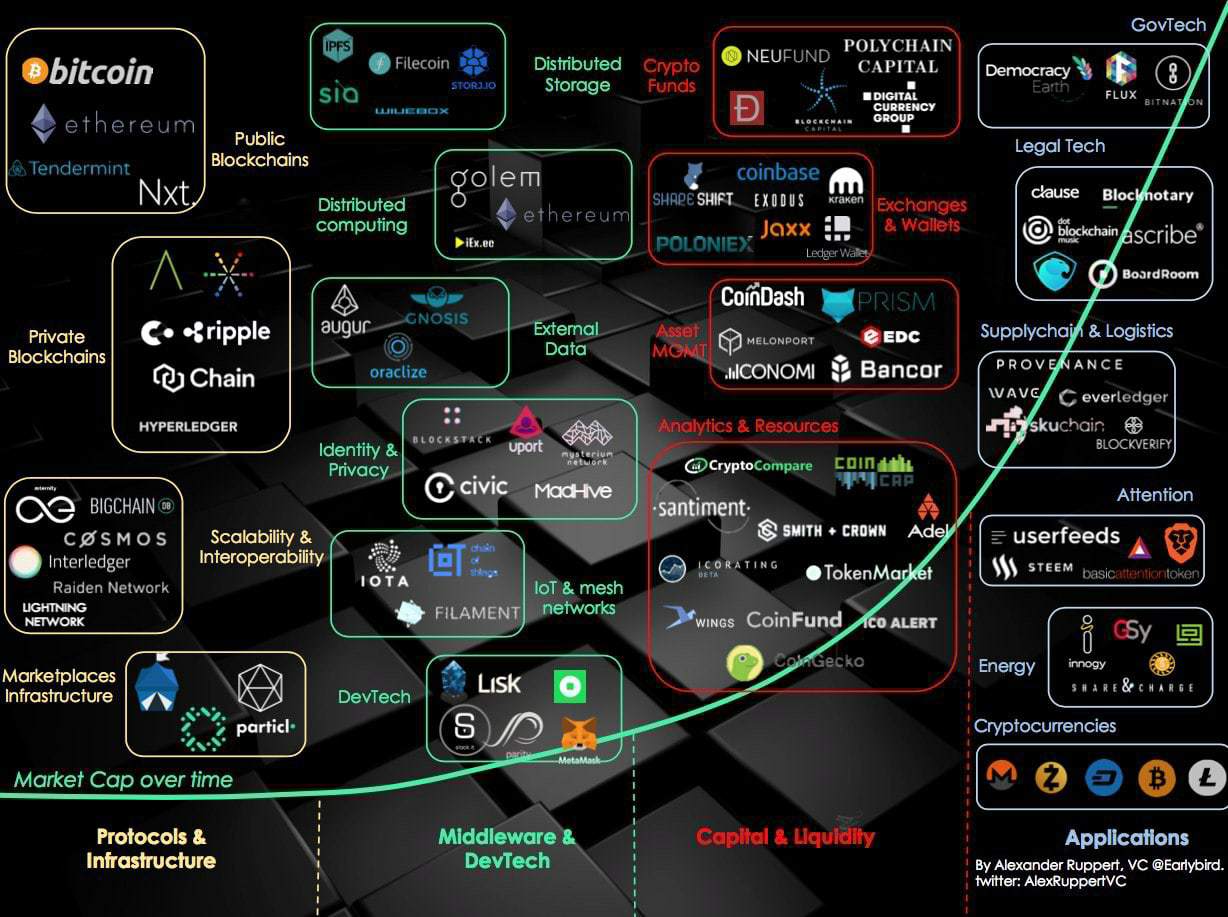 bitcoin
ethereum
Tendermint
Nxt.
Public
Blockchains
ripple
Chain
HYPERLEDGER
Private
Blockchains
æternity
BIGCHAIN DB
COSMOS
Interledger
Raiden Network
LIGHTNING
NETWORK
Scalability &
Interoperability
Marketplaces
Infrastructure
particl.
IPFS
Filecoin
STORJ.IO
sia
Distributed
Storage
Distributed
computing
golem
ethereum
iEx.ec
augur
GNOSIS
oraclize
External
Data
Identity &
Privacy
BLOCKSTACK
uport
mysterium
network
civic
MadHive
IOTA
chain
of
things
FILAMENT
IoT & mesh
networks
DevTech
LISK
slock it
parity
MetaMask
Crypto
Funds
NEUFUND
POLYCHAIN
CAPITAL
BLOCKCHAIN
CAPITAL
DIGITAL
CURRENCY
GROUP
SHAPESHIFT
coinbase
EXODUS
kraken
POLONIEX
Jaxx
Ledger Wallet
Exchanges
& Wallets
Asset
MGMT
COINDASH
PRISM
MELONPORT
EDC
ICONOMI
Bancor
Analytics & Resources
CryptoCompare
COIN
CAP
santiment
SMITH + CROWN
Adel
ICORATING
BETA
TokenMarket
WINGS
CoinFund
ICO ALERT
CoinGecko
GovTech
Democracy
Earth
FLUX
BITNATION
Legal Tech
clause
Blocknotary
dot
blockchain
music
ascribe®
BoardRoom
Supplychain & Logistics
PROVENANCE
WAVE
everledger
skuchain
BLOCKVERIFY
Attention
userfeeds
STEEM
basicattentiontoken
Energy
innogy
GSy
SHARE&CHARGE
Cryptocurrencies
Market Cap over time
Protocols &
Infrastructure
Middleware &
DevTech
Capital & Liquidity
Applications
By Alexander Ruppert, VC @Earlybird.
twitter: AlexRuppertVC